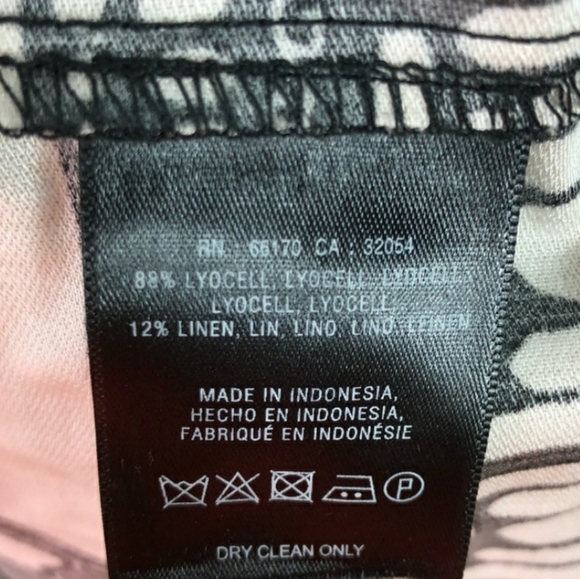 RN : 66170 CA : 32054
88% LYOCELL, LYOCELL, LYOCELL
LYOCELL, LYOCELL,
12% LINEN, LIN, LINO, LINO, LEINEN
MADE IN INDONESIA,
HECHO EN INDONESIA,
FABRIQUÉ EN INDONÉSIE
P
DRY CLEAN ONLY